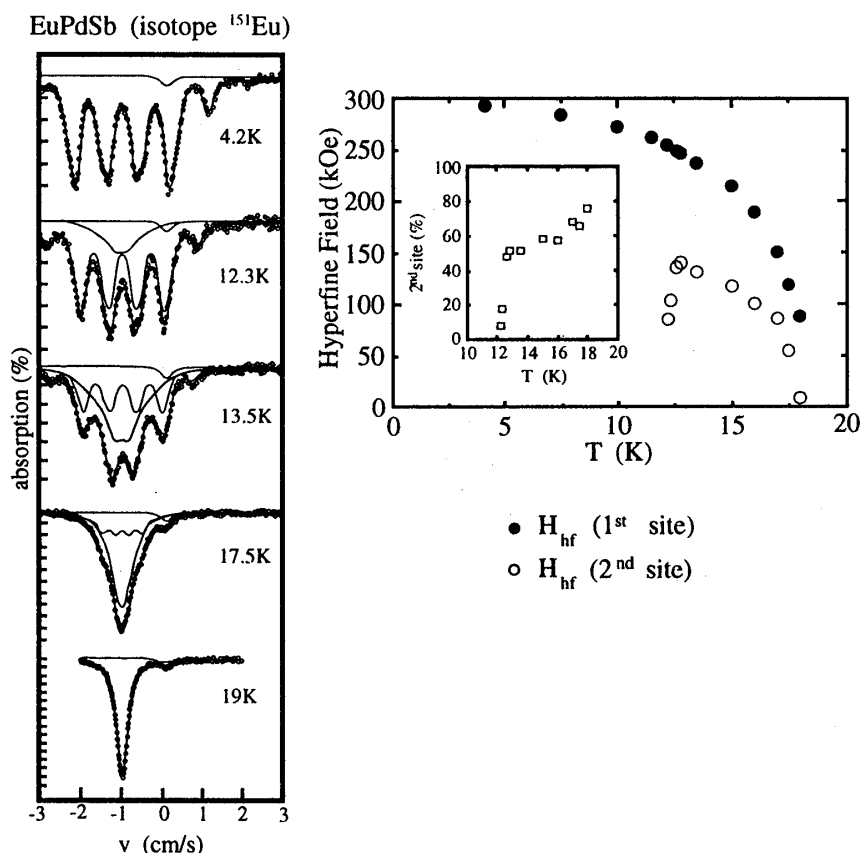 EuPdSb (isotope ¹⁵¹Eu)
absorption (%)
4.2K
12.3K
13.5K
17.5K
19K
-3 -2 -1 0 1 2 3
v (cm/s)
Hyperfine Field (kOe)
300
250
200
150
100
50
0
0 5 10 15 20
T (K)
2ⁿᵈ site (%)
100
80
60
40
20
0
10 12 14 16 18 20
T (K)
● H_hf (1ˢᵗ site)
○ H_hf (2ⁿᵈ site)